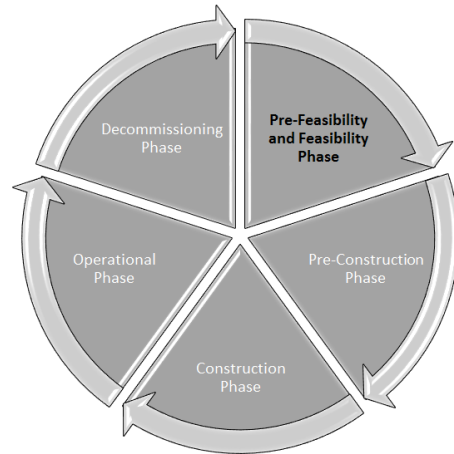 Pre-Feasibility
and Feasibility
Phase
Pre-Construction
Phase
Construction
Phase
Operational
Phase
Decommissioning
Phase